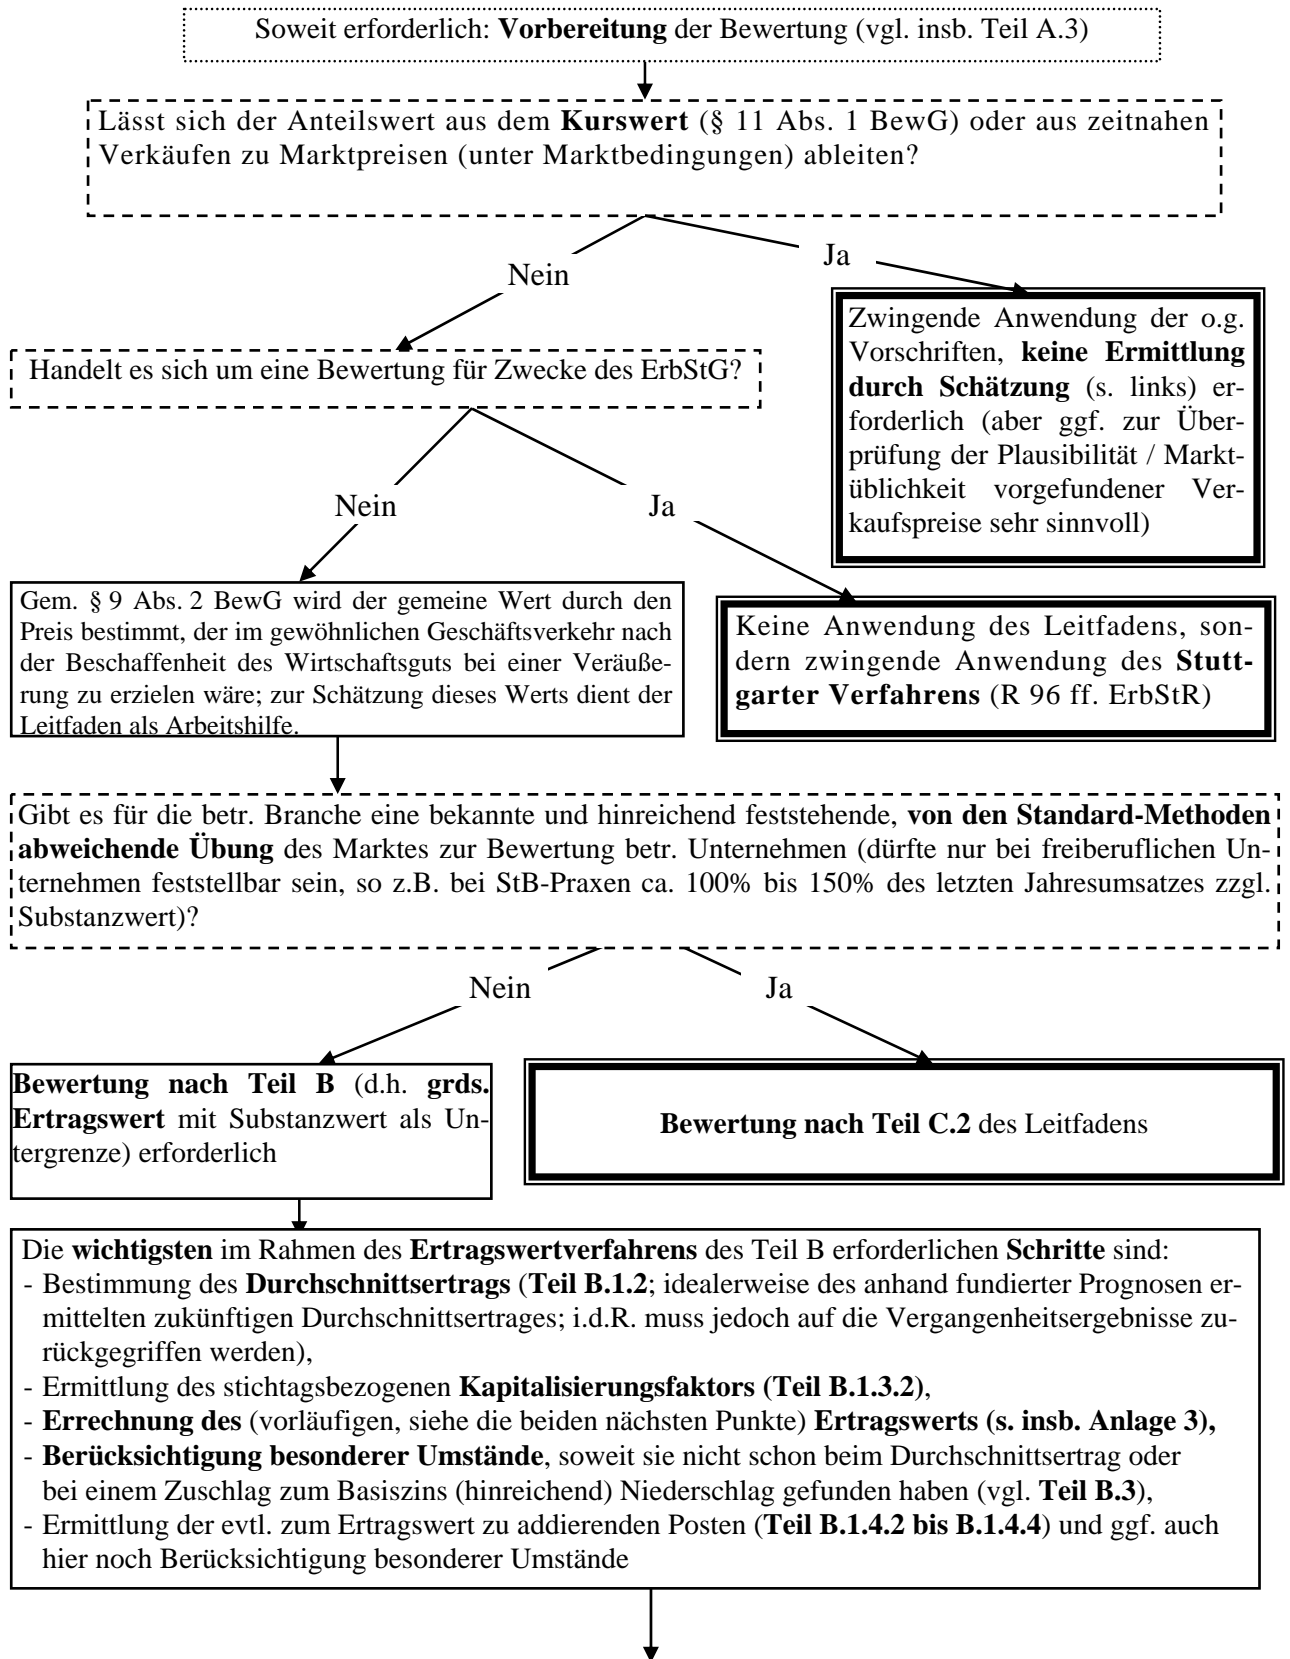 Soweit erforderlich: Vorbereitung der Bewertung (vgl. insb. Teil A.3)
Lässt sich der Anteilswert aus dem Kurswert (§ 11 Abs. 1 BewG) oder aus zeitnahen
Verkäufen zu Marktpreisen (unter Marktbedingungen) ableiten?
Nein
Ja
Handelt es sich um eine Bewertung für Zwecke des ErbStG?
Zwingende Anwendung der o.g.
Vorschriften, keine Ermittlung
durch Schätzung (s. links) er-
forderlich (aber ggf. zur Über-
prüfung der Plausibilität / Markt-
üblichkeit vorgefundener Ver-
kaufspreise sehr sinnvoll)
Nein
Ja
Gem. § 9 Abs. 2 BewG wird der gemeine Wert durch den
Preis bestimmt, der im gewöhnlichen Geschäftsverkehr nach
der Beschaffenheit des Wirtschaftsguts bei einer Veräuße-
rung zu erzielen wäre; zur Schätzung dieses Werts dient der
Leitfaden als Arbeitshilfe.
Keine Anwendung des Leitfadens, son-
dern zwingende Anwendung des Stutt-
garter Verfahrens (R 96 ff. ErbStR)
Gibt es für die betr. Branche eine bekannte und hinreichend feststehende, von den Standard-Methoden
abweichende Übung des Marktes zur Bewertung betr. Unternehmen (dürfte nur bei freiberuflichen Un-
ternehmen feststellbar sein, so z.B. bei StB-Praxen ca. 100% bis 150% des letzten Jahresumsatzes zzgl.
Substanzwert)?
Nein
Ja
Bewertung nach Teil B (d.h. grds.
Ertragswert mit Substanzwert als Un-
tergrenze) erforderlich
Bewertung nach Teil C.2 des Leitfadens
Die wichtigsten im Rahmen des Ertragswertverfahrens des Teil B erforderlichen Schritte sind:
- Bestimmung des Durchschnittsertrags (Teil B.1.2; idealerweise des anhand fundierter Prognosen er-
mittelten zukünftigen Durchschnittsertrages; i.d.R. muss jedoch auf die Vergangenheitsergebnisse zu-
rückgegriffen werden),
- Ermittlung des stichtagsbezogenen Kapitalisierungsfaktors (Teil B.1.3.2),
- Errechnung des (vorläufigen, siehe die beiden nächsten Punkte) Ertragswerts (s. insb. Anlage 3),
- Berücksichtigung besonderer Umstände, soweit sie nicht schon beim Durchschnittsertrag oder
bei einem Zuschlag zum Basiszins (hinreichend) Niederschlag gefunden haben (vgl. Teil B.3),
- Ermittlung der evtl. zum Ertragswert zu addierenden Posten (Teil B.1.4.2 bis B.1.4.4) und ggf. auch
hier noch Berücksichtigung besonderer Umstände